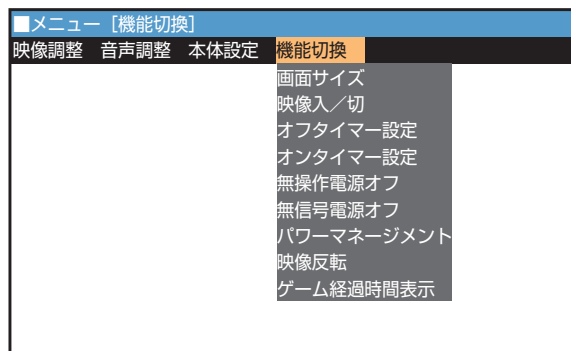 ■メニュー［機能切換］
映像調整 音声調整 本体設定 機能切換
画面サイズ
映像入／切
オフタイマー設定
オンタイマー設定
無操作電源オフ
無信号電源オフ
パワーマネージメント
映像反転
ゲーム経過時間表示